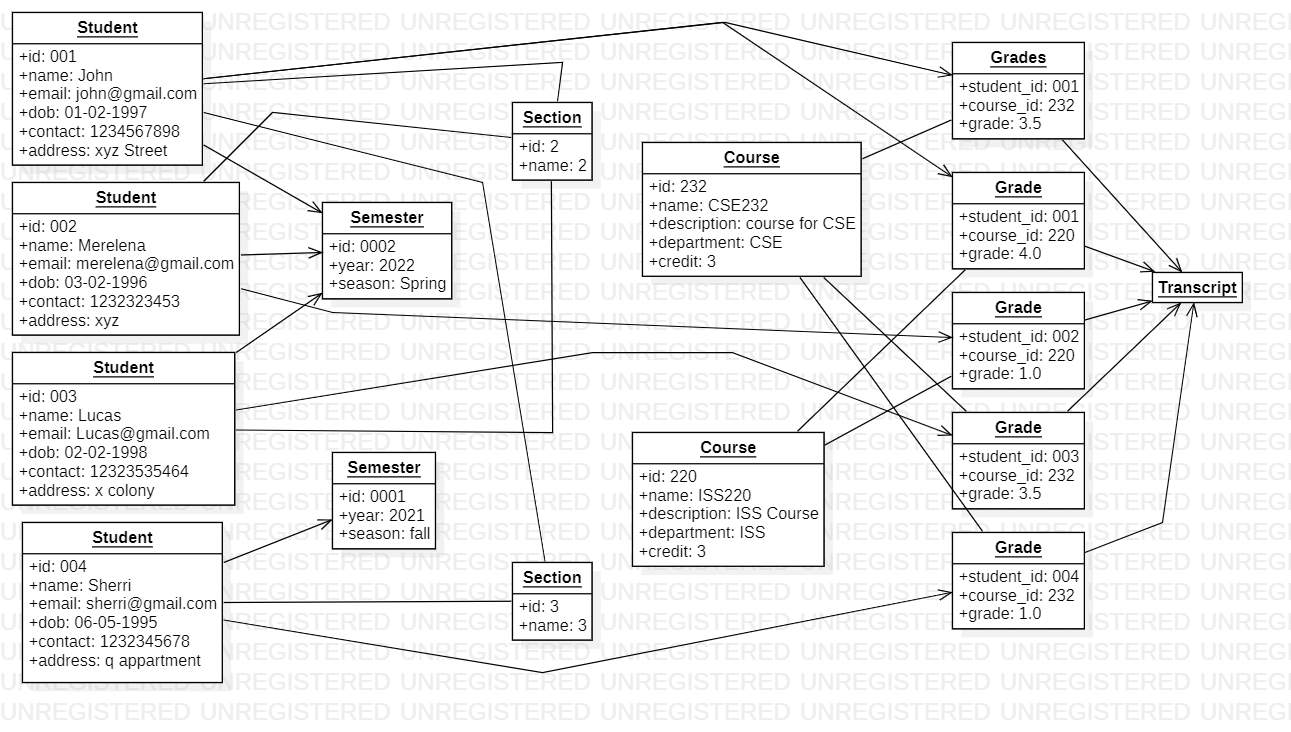 Student
+id: 001
+name: John
+email: john@gmail.com
+dob: 01-02-1997
+contact: 1234567898
+address: xyz Street
Student
+id: 002
+name: Merelena
+email: merelena@gmail.com
+dob: 03-02-1996
+contact: 1232323453
+address: xyz
Student
+id: 003
+name: Lucas
+email: Lucas@gmail.com
+dob: 02-02-1998
+contact: 12323535464
+address: x colony
Student
+id: 004
+name: Sherri
+email: sherri@gmail.com
+dob: 06-05-1995
+contact: 1232345678
+address: q appartment
Semester
+id: 0002
+year: 2022
+season: Spring
Semester
+id: 0001
+year: 2021
+season: fall
Section
+id: 2
+name: 2
Section
+id: 3
+name: 3
Course
+id: 232
+name: CSE232
+description: course for CSE
+department: CSE
+credit: 3
Course
+id: 220
+name: ISS220
+description: ISS Course
+department: ISS
+credit: 3
Grades
+student_id: 001
+course_id: 232
+grade: 3.5
Grade
+student_id: 001
+course_id: 220
+grade: 4.0
Grade
+student_id: 002
+course_id: 220
+grade: 1.0
Grade
+student_id: 003
+course_id: 232
+grade: 3.5
Grade
+student_id: 004
+course_id: 232
+grade: 1.0
Transcript
UNREGISTERED UNREGISTERED UNREGISTERED UNREGISTERED UNREGISTERED UNREGISTERED